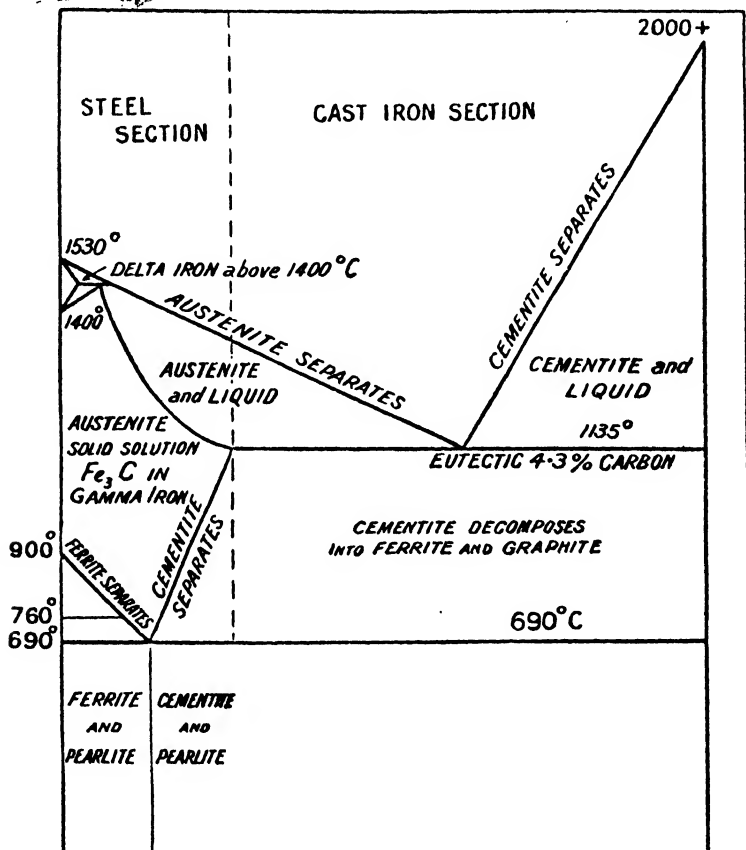 2000+
STEEL
SECTION
CAST IRON SECTION
1530°
DELTA IRON above 1400°C
1400°
AUSTENITE SEPARATES
CEMENTITE SEPARATES
AUSTENITE
and LIQUID
CEMENTITE and
LIQUID
AUSTENITE
SOLID SOLUTION
Fe₃C IN
GAMMA IRON
1135°
EUTECTIC 4·3% CARBON
CEMENTITE
SEPARATES
CEMENTITE DECOMPOSES
INTO FERRITE AND GRAPHITE
900°
FERRITE SEPARATES
760°
690°
690°C
FERRITE
AND
PEARLITE
CEMENTITE
AND
PEARLITE